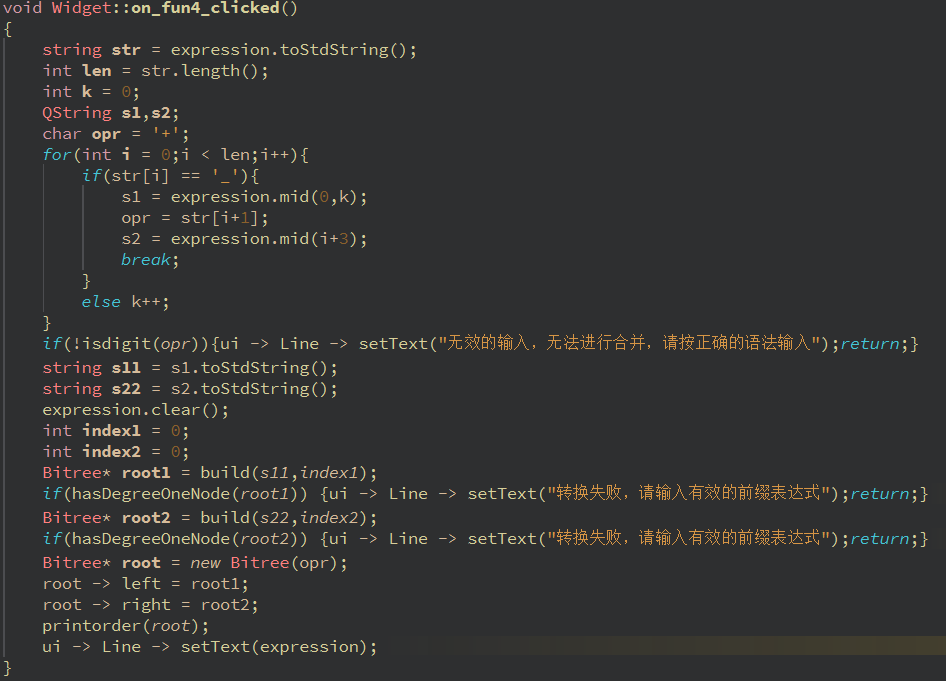 void Widget::on_fun4_clicked()
{
    string str = expression.toStdString();
    int len = str.length();
    int k = 0;
    QString s1,s2;
    char opr = '+';
    for(int i = 0;i < len;i++){
        if(str[i] == '_'){
            s1 = expression.mid(0,k);
            opr = str[i+1];
            s2 = expression.mid(i+3);
            break;
        }
        else k++;
    }
    if(!isdigit(opr)){ui -> Line -> setText("无效的输入，无法进行合并，请按正确的语法输入");return;}
    string s11 = s1.toStdString();
    string s22 = s2.toStdString();
    expression.clear();
    int index1 = 0;
    int index2 = 0;
    Bitree* root1 = build(s11,index1);
    if(hasDegreeOneNode(root1)) {ui -> Line -> setText("转换失败，请输入有效的前缀表达式");return;}
    Bitree* root2 = build(s22,index2);
    if(hasDegreeOneNode(root2)) {ui -> Line -> setText("转换失败，请输入有效的前缀表达式");return;}
    Bitree* root = new Bitree(opr);
    root -> left = root1;
    root -> right = root2;
    printorder(root);
    ui -> Line -> setText(expression);
}